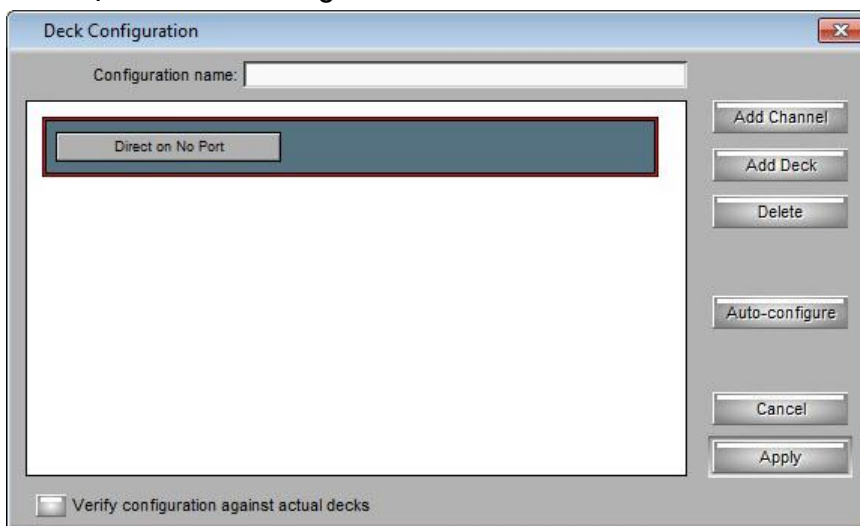 Deck Configuration
Configuration name:
Add Channel
Direct on No Port
Add Deck
Delete
Auto-configure
Cancel
Apply
Verify configuration against actual decks